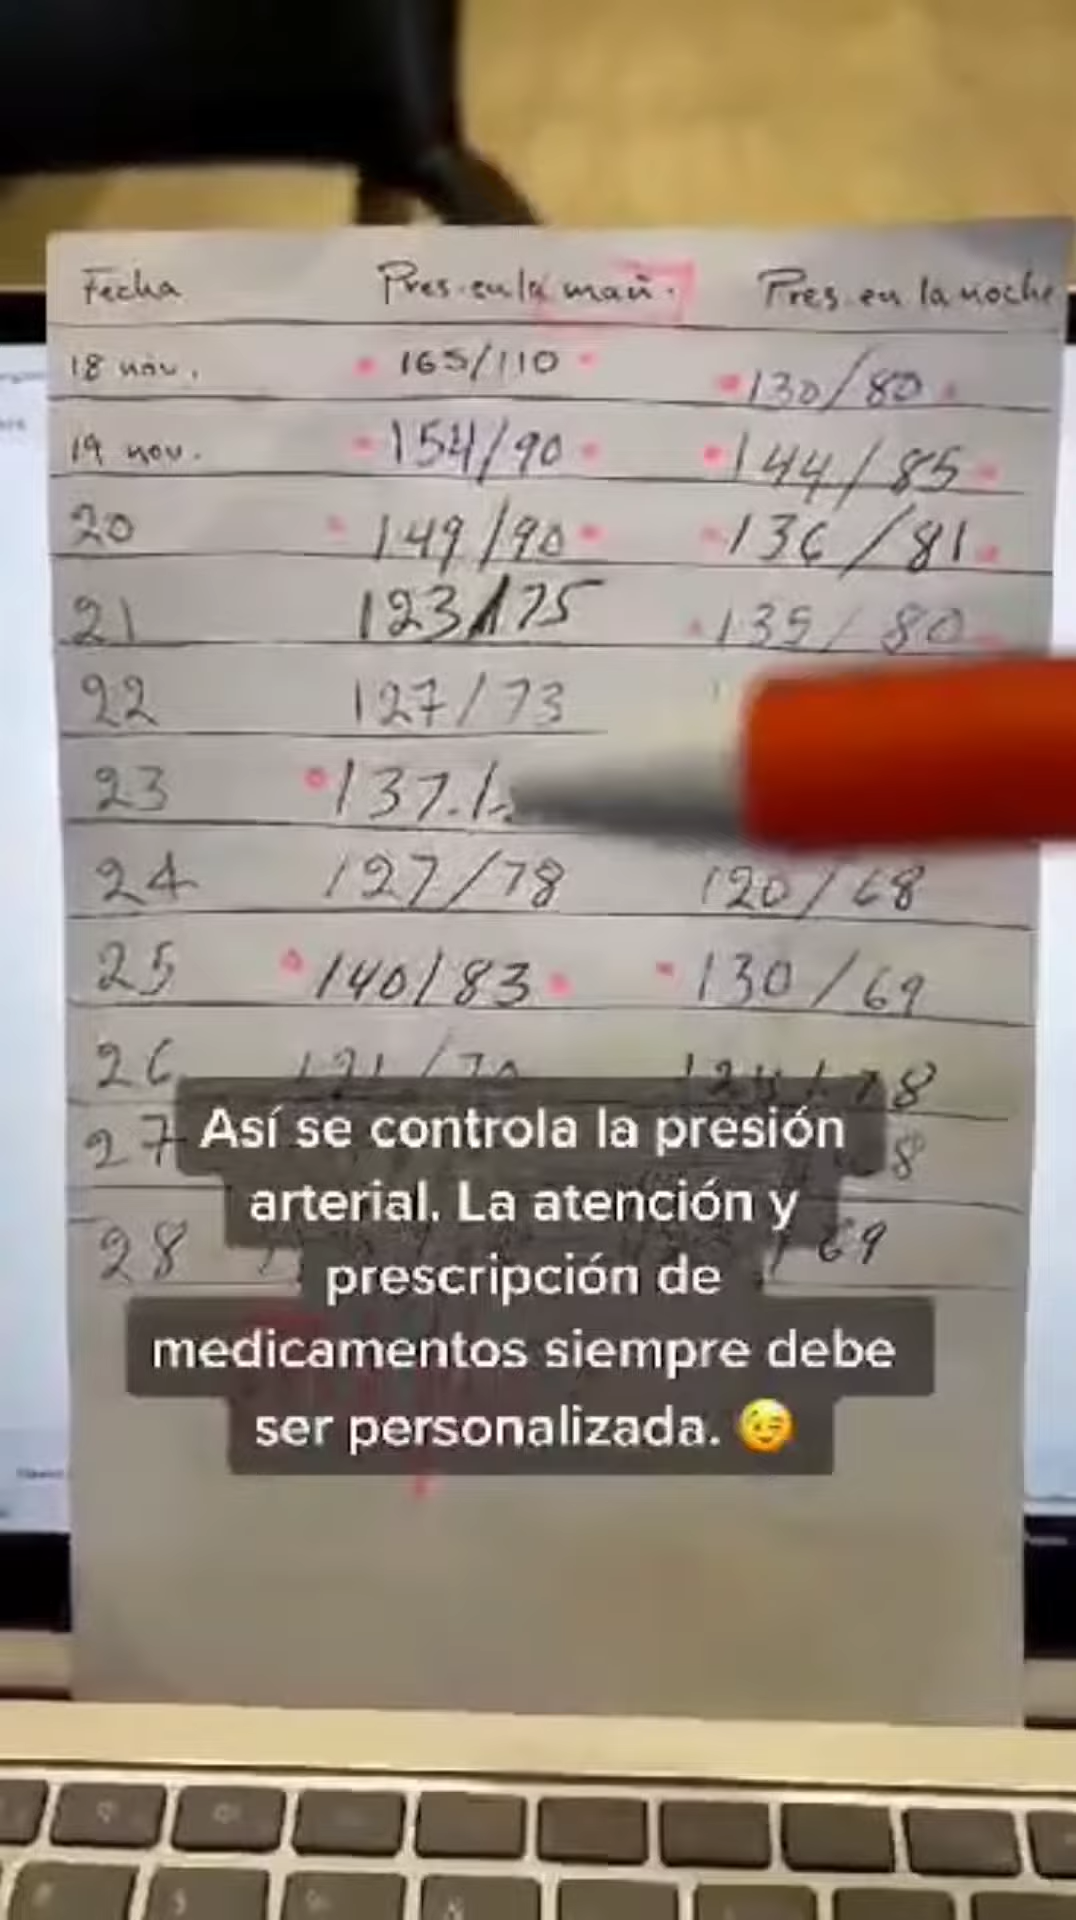 Fecha Pres. en la mañ. Pres. en la noche
18 nov. 165/110 130/80
19 nov. 154/90 144/85
20 149/90 136/81
21 123/75 135/80
22 127/73
23 137
24 127/78 120/68
25 140/83 130/69
26
27
28 69
Así se controla la presión
arterial. La atención y
prescripción de
medicamentos siempre debe
ser personalizada. 😉